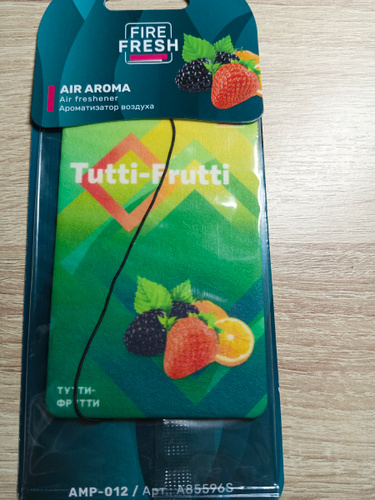 FIRE
FRESH
AIR AROMA
Air freshener
Ароматизатор воздуха
Tutti-Frutti
ТУТТИ-
ФРУТТИ
AMP-012 / Арт.: A85596S